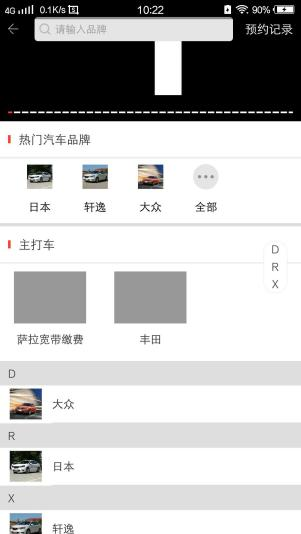 4G 0.1K/s 10:22 90%
请输入品牌 预约记录
热门汽车品牌
日本 轩逸 大众 全部
主打车
D
R
X
萨拉宽带缴费 丰田
D
大众
R
日本
X
轩逸